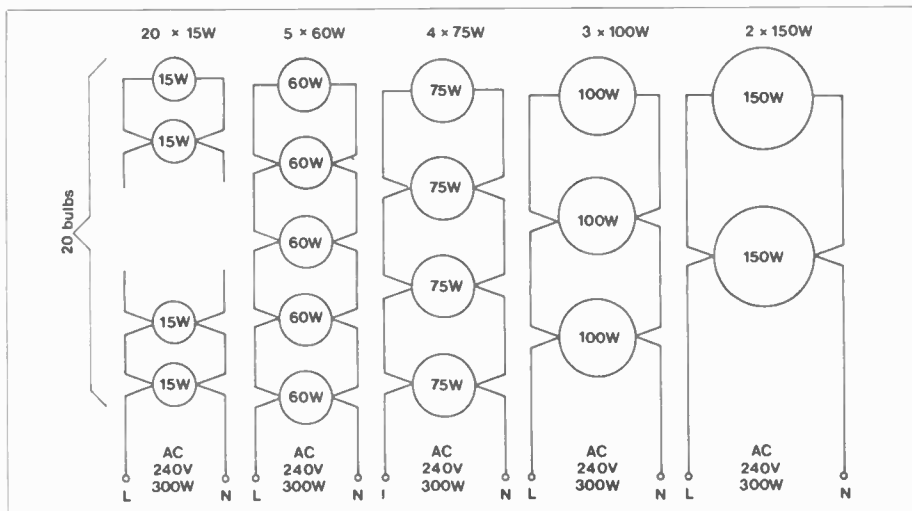 20 × 15W
5 × 60W
4 × 75W
3 × 100W
2 × 150W
20 bulbs
15W
15W
15W
15W
60W
60W
60W
60W
60W
75W
75W
75W
75W
100W
100W
100W
150W
150W
AC
240V
300W
L
N
AC
240V
300W
L
N
AC
240V
300W
I
N
AC
240V
300W
L
N
AC
240V
300W
L
N